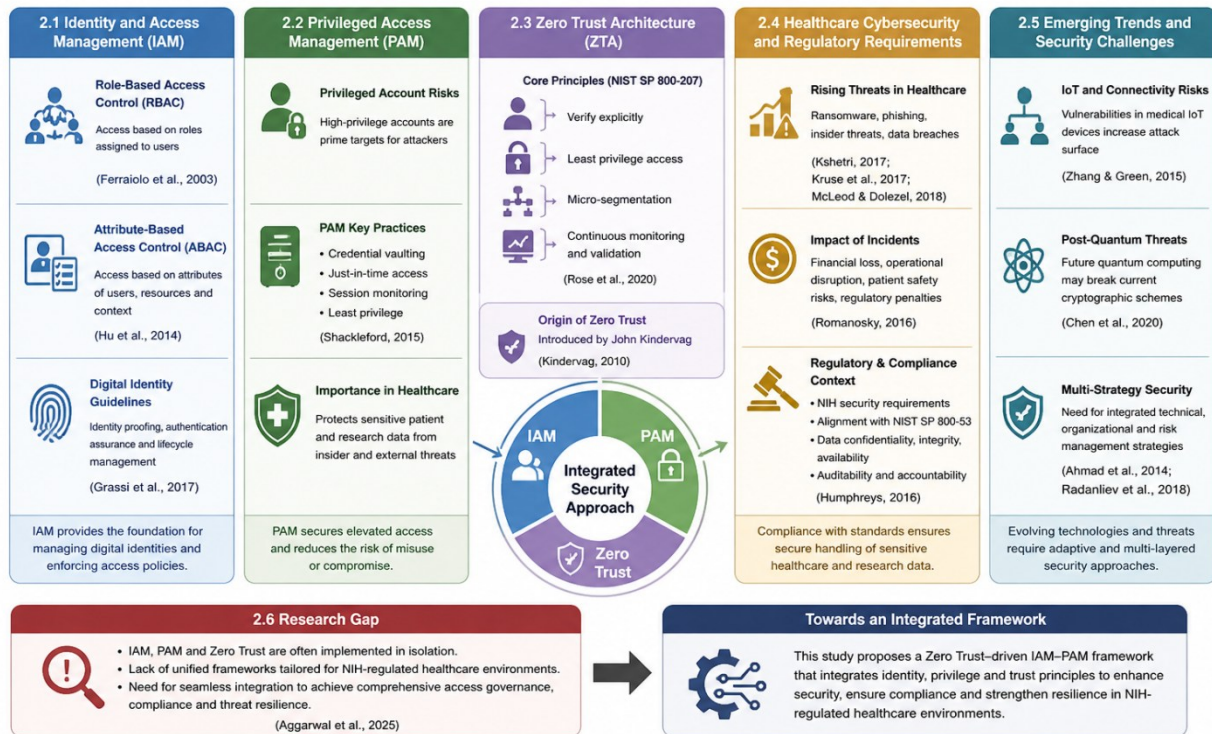 2.1 Identity and Access
Management (IAM)
Role-Based Access
Control (RBAC)
Access based on roles
assigned to users
(Ferraiolo et al., 2003)
Attribute-Based
Access Control (ABAC)
Access based on attributes
of users, resources and
context
(Hu et al., 2014)
Digital Identity
Guidelines
Identity proofing, authentication
assurance and lifecycle
management
(Grassi et al., 2017)
IAM provides the foundation for
managing digital identities and
enforcing access policies.
2.2 Privileged Access
Management (PAM)
Privileged Account Risks
High-privilege accounts are
prime targets for attackers
PAM Key Practices
• Credential vaulting
• Just-in-time access
• Session monitoring
• Least privilege
(Shackleford, 2015)
Importance in Healthcare
Protects sensitive patient
and research data from
insider and external threats
PAM secures elevated access
and reduces the risk of misuse
or compromise.
2.3 Zero Trust Architecture
(ZTA)
Core Principles (NIST SP 800-207)
Verify explicitly
Least privilege access
Micro-segmentation
Continuous monitoring
and validation
(Rose et al., 2020)
Origin of Zero Trust
Introduced by John Kindervag
(Kindervag, 2010)
IAM
PAM
Integrated
Security
Approach
Zero
Trust
2.4 Healthcare Cybersecurity
and Regulatory Requirements
Rising Threats in Healthcare
Ransomware, phishing,
insider threats, data breaches
(Kshetri, 2017;
Kruse et al., 2017;
McLeod & Dolezel, 2018)
Impact of Incidents
Financial loss, operational
disruption, patient safety
risks, regulatory penalties
(Romanosky, 2016)
Regulatory & Compliance
Context
• NIH security requirements
• Alignment with NIST SP 800-53
• Data confidentiality, integrity,
availability
• Auditability and accountability
(Humphreys, 2016)
Compliance with standards ensures
secure handling of sensitive
healthcare and research data.
2.5 Emerging Trends and
Security Challenges
IoT and Connectivity Risks
Vulnerabilities in medical IoT
devices increase attack
surface
(Zhang & Green, 2015)
Post-Quantum Threats
Future quantum computing
may break current
cryptographic schemes
(Chen et al., 2020)
Multi-Strategy Security
Need for integrated technical,
organizational and risk
management strategies
(Ahmad et al., 2014;
Radanliev et al., 2018)
Evolving technologies and threats
require adaptive and multi-layered
security approaches.
2.6 Research Gap
• IAM, PAM and Zero Trust are often implemented in isolation.
• Lack of unified frameworks tailored for NIH-regulated healthcare environments.
• Need for seamless integration to achieve comprehensive access governance,
compliance and threat resilience.
(Aggarwal et al., 2025)
Towards an Integrated Framework
This study proposes a Zero Trust–driven IAM–PAM framework
that integrates identity, privilege and trust principles to enhance
security, ensure compliance and strengthen resilience in NIH-
regulated healthcare environments.